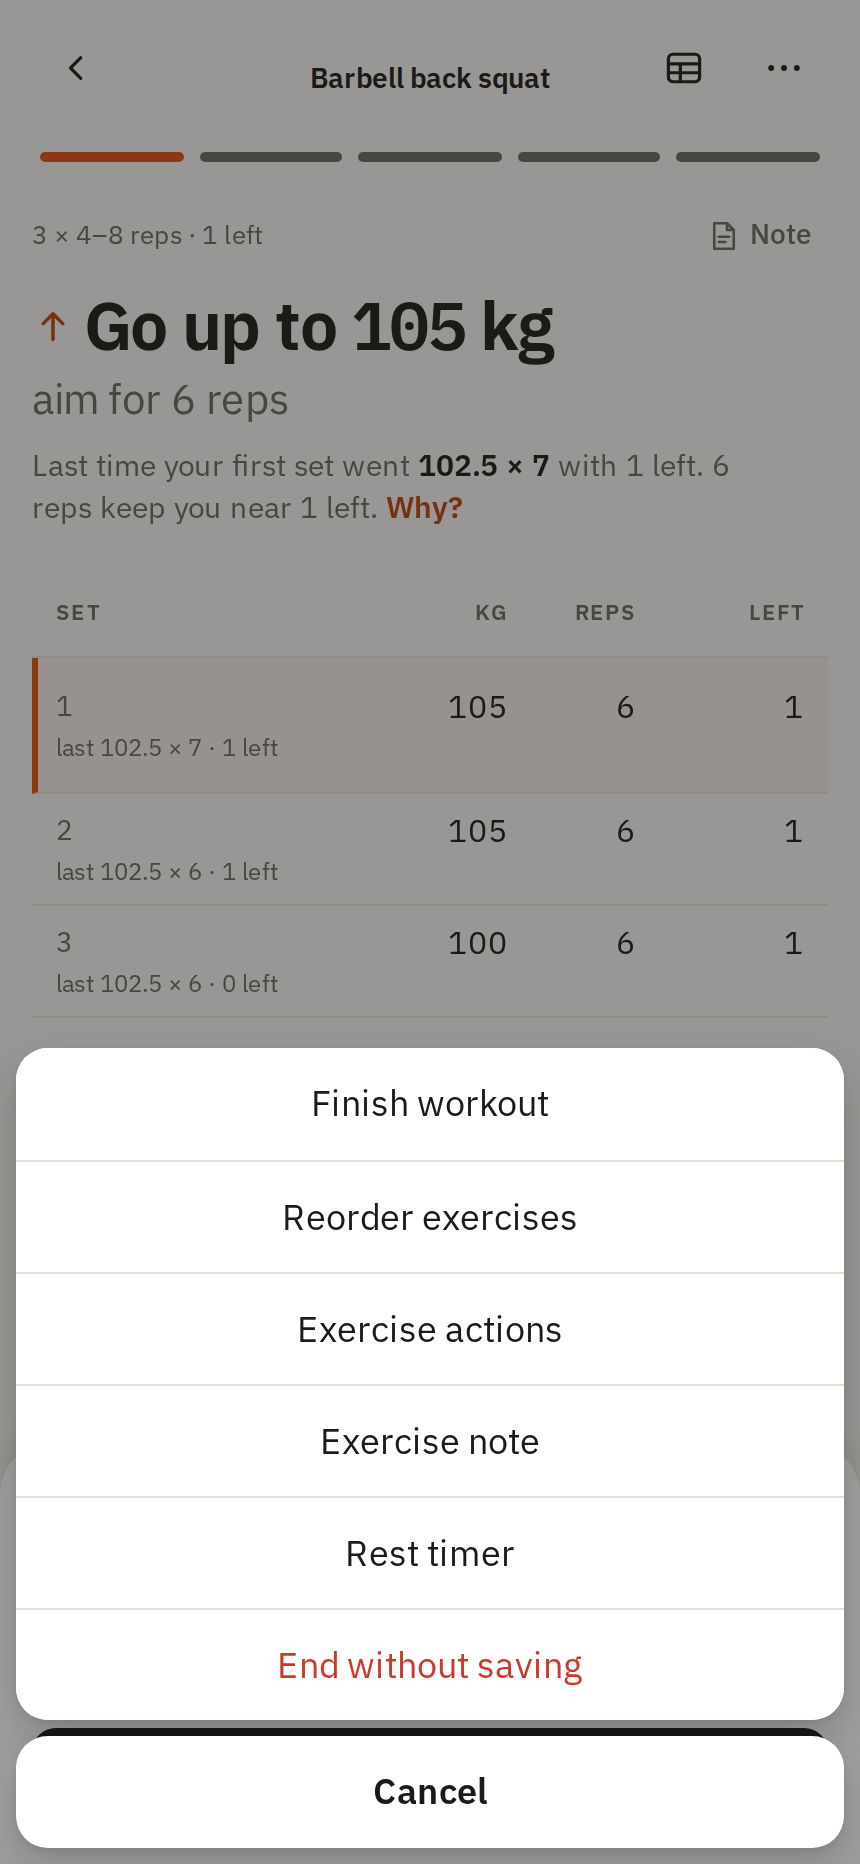 Barbell back squat
3 × 4–8 reps · 1 left
Note
↑ Go up to 105 kg
aim for 6 reps
Last time your first set went 102.5 × 7 with 1 left. 6
reps keep you near 1 left. Why?
SET KG REPS LEFT
1 105 6 1
last 102.5 × 7 · 1 left
2 105 6 1
last 102.5 × 6 · 1 left
3 100 6 1
last 102.5 × 6 · 0 left
Finish workout
Reorder exercises
Exercise actions
Exercise note
Rest timer
End without saving
Cancel